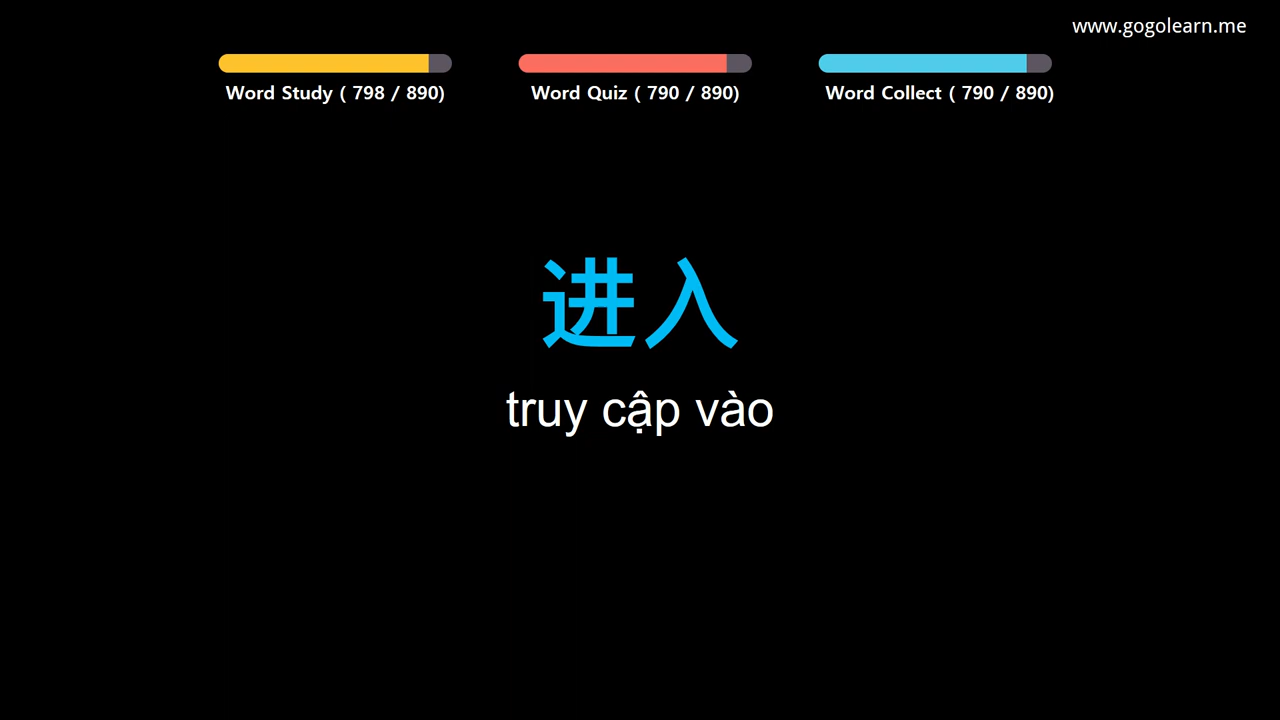 www.gogolearn.me
Word Study ( 798 / 890)
Word Quiz ( 790 / 890)
Word Collect ( 790 / 890)
进入
truy cập vào